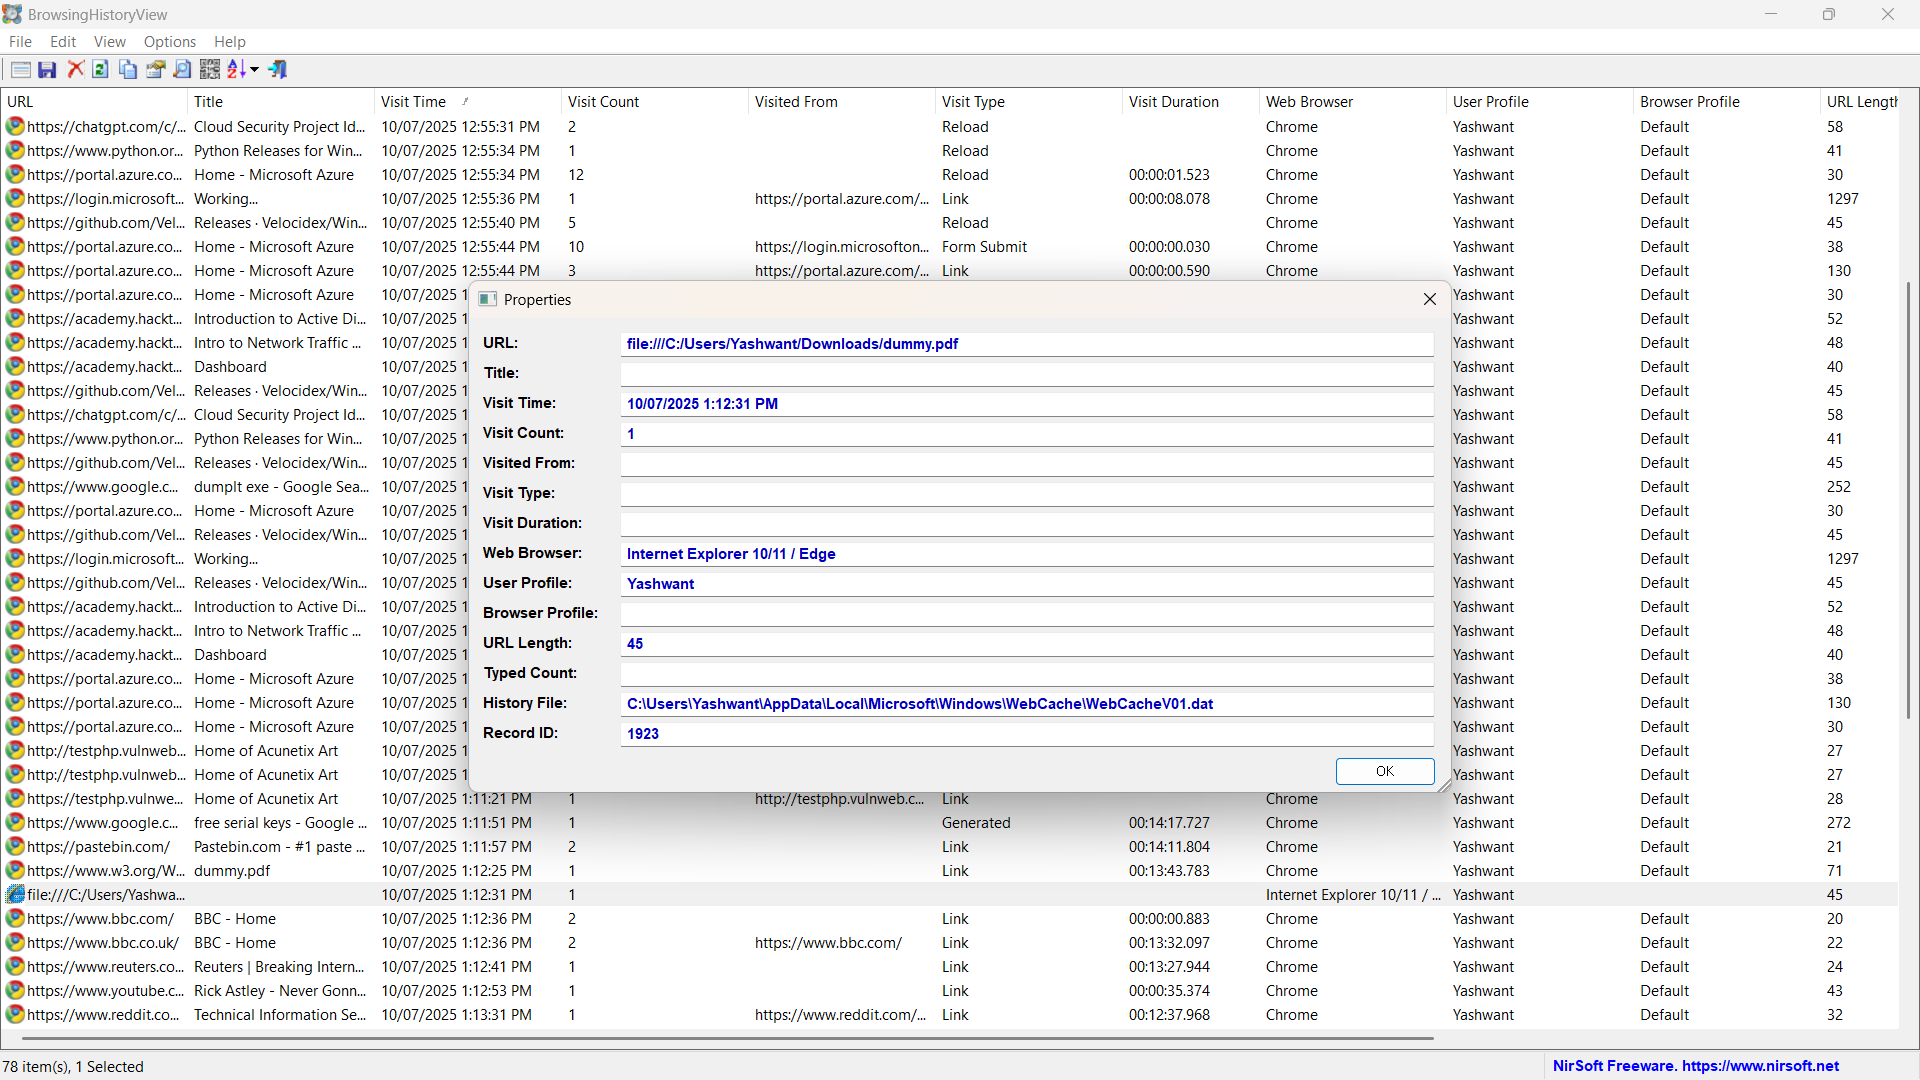 BrowsingHistoryView
File Edit View Options Help
URL Title Visit Time Visit Count Visited From Visit Type Visit Duration Web Browser User Profile Browser Profile URL Length
https://chatgpt.com/c/... Cloud Security Project Id... 10/07/2025 12:55:31 PM 2 Reload Chrome Yashwant Default 58
https://www.python.or... Python Releases for Win... 10/07/2025 12:55:34 PM 1 Reload Chrome Yashwant Default 41
https://portal.azure.co... Home - Microsoft Azure 10/07/2025 12:55:34 PM 12 Reload 00:00:01.523 Chrome Yashwant Default 30
https://login.microsoft... Working... 10/07/2025 12:55:36 PM 1 https://portal.azure.com/... Link 00:00:08.078 Chrome Yashwant Default 1297
https://github.com/Vel... Releases · Velocidex/Win... 10/07/2025 12:55:40 PM 5 Reload Chrome Yashwant Default 45
https://portal.azure.co... Home - Microsoft Azure 10/07/2025 12:55:44 PM 10 https://login.microsofton... Form Submit 00:00:00.030 Chrome Yashwant Default 38
https://portal.azure.co... Home - Microsoft Azure 10/07/2025 12:55:44 PM 3 https://portal.azure.com/... Link 00:00:00.590 Chrome Yashwant Default 130
https://portal.azure.co... Home - Microsoft Azure 10/07/2025 1 Yashwant Default 30
https://academy.hackt... Introduction to Active Di... 10/07/2025 1 Yashwant Default 52
https://academy.hackt... Intro to Network Traffic ... 10/07/2025 1 Yashwant Default 48
https://academy.hackt... Dashboard 10/07/2025 1 Yashwant Default 40
https://github.com/Vel... Releases · Velocidex/Win... 10/07/2025 1 Yashwant Default 45
https://chatgpt.com/c/... Cloud Security Project Id... 10/07/2025 1 Yashwant Default 58
https://www.python.or... Python Releases for Win... 10/07/2025 1 Yashwant Default 41
https://github.com/Vel... Releases · Velocidex/Win... 10/07/2025 1 Yashwant Default 45
https://www.google.c... dumplt exe - Google Sea... 10/07/2025 1 Yashwant Default 252
https://portal.azure.co... Home - Microsoft Azure 10/07/2025 1 Yashwant Default 30
https://github.com/Vel... Releases · Velocidex/Win... 10/07/2025 1 Yashwant Default 45
https://login.microsoft... Working... 10/07/2025 1 Yashwant Default 1297
https://github.com/Vel... Releases · Velocidex/Win... 10/07/2025 1 Yashwant Default 45
https://academy.hackt... Introduction to Active Di... 10/07/2025 1 Yashwant Default 52
https://academy.hackt... Intro to Network Traffic ... 10/07/2025 1 Yashwant Default 48
https://academy.hackt... Dashboard 10/07/2025 1 Yashwant Default 40
https://portal.azure.co... Home - Microsoft Azure 10/07/2025 1 Yashwant Default 38
https://portal.azure.co... Home - Microsoft Azure 10/07/2025 1 Yashwant Default 130
https://portal.azure.co... Home - Microsoft Azure 10/07/2025 1 Yashwant Default 30
http://testphp.vulnweb... Home of Acunetix Art 10/07/2025 1 Yashwant Default 27
http://testphp.vulnweb... Home of Acunetix Art 10/07/2025 1 Yashwant Default 27
https://testphp.vulnwe... Home of Acunetix Art 10/07/2025 1:11:21 PM 1 http://testphp.vulnweb.c... Link Chrome Yashwant Default 28
https://www.google.c... free serial keys - Google ... 10/07/2025 1:11:51 PM 1 Generated 00:14:17.727 Chrome Yashwant Default 272
https://pastebin.com/ Pastebin.com - #1 paste ... 10/07/2025 1:11:57 PM 2 Link 00:14:11.804 Chrome Yashwant Default 21
https://www.w3.org/W... dummy.pdf 10/07/2025 1:12:25 PM 1 Link 00:13:43.783 Chrome Yashwant Default 71
file:///C:/Users/Yashwa... 10/07/2025 1:12:31 PM 1 Internet Explorer 10/11 / ... Yashwant 45
https://www.bbc.com/ BBC - Home 10/07/2025 1:12:36 PM 2 Link 00:00:00.883 Chrome Yashwant Default 20
https://www.bbc.co.uk/ BBC - Home 10/07/2025 1:12:36 PM 2 https://www.bbc.com/ Link 00:13:32.097 Chrome Yashwant Default 22
https://www.reuters.co... Reuters | Breaking Intern... 10/07/2025 1:12:41 PM 1 Link 00:13:27.944 Chrome Yashwant Default 24
https://www.youtube.c... Rick Astley - Never Gonn... 10/07/2025 1:12:53 PM 1 Link 00:00:35.374 Chrome Yashwant Default 43
https://www.reddit.co... Technical Information Se... 10/07/2025 1:13:31 PM 1 https://www.reddit.com/... Link 00:12:37.968 Chrome Yashwant Default 32
Properties
URL: file:///C:/Users/Yashwant/Downloads/dummy.pdf
Title:
Visit Time: 10/07/2025 1:12:31 PM
Visit Count: 1
Visited From:
Visit Type:
Visit Duration:
Web Browser: Internet Explorer 10/11 / Edge
User Profile: Yashwant
Browser Profile:
URL Length: 45
Typed Count:
History File: C:\Users\Yashwant\AppData\Local\Microsoft\Windows\WebCache\WebCacheV01.dat
Record ID: 1923
OK
78 item(s), 1 Selected
NirSoft Freeware. https://www.nirsoft.net